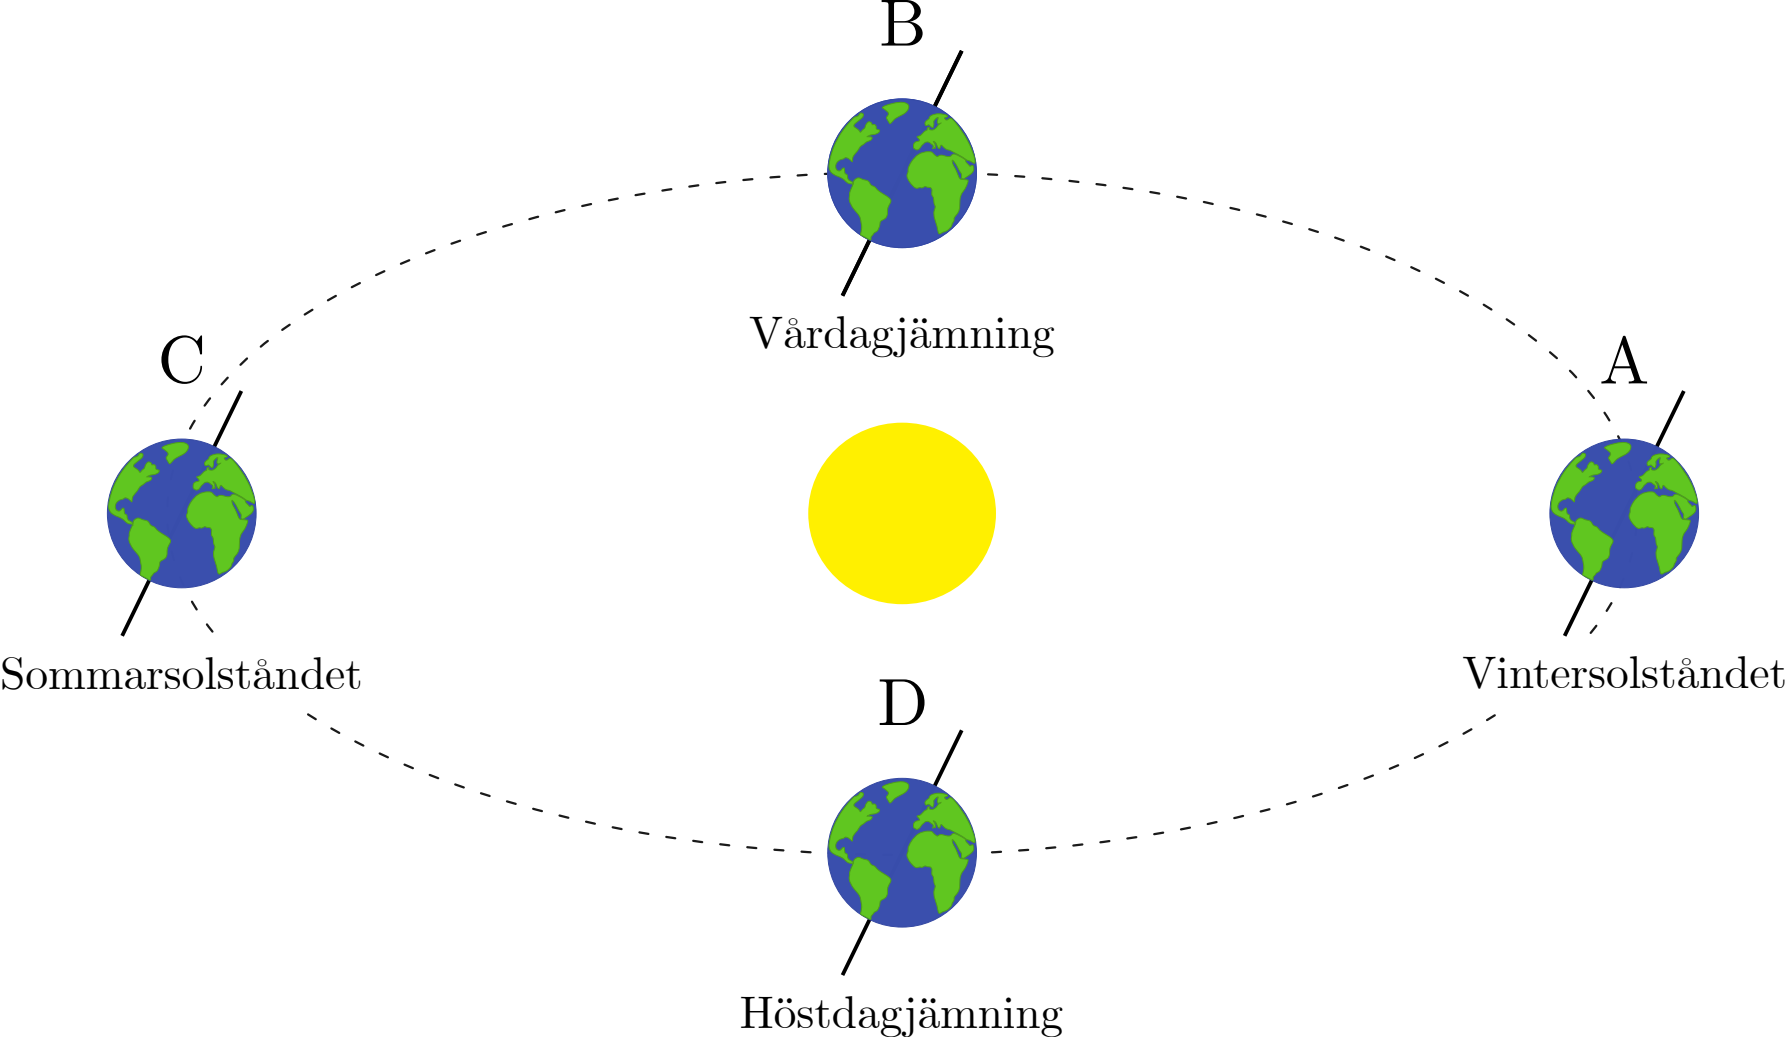 B
Vårdagjämning
C
A
Sommarsolståndet
Vintersolståndet
D
Höstdagjämning